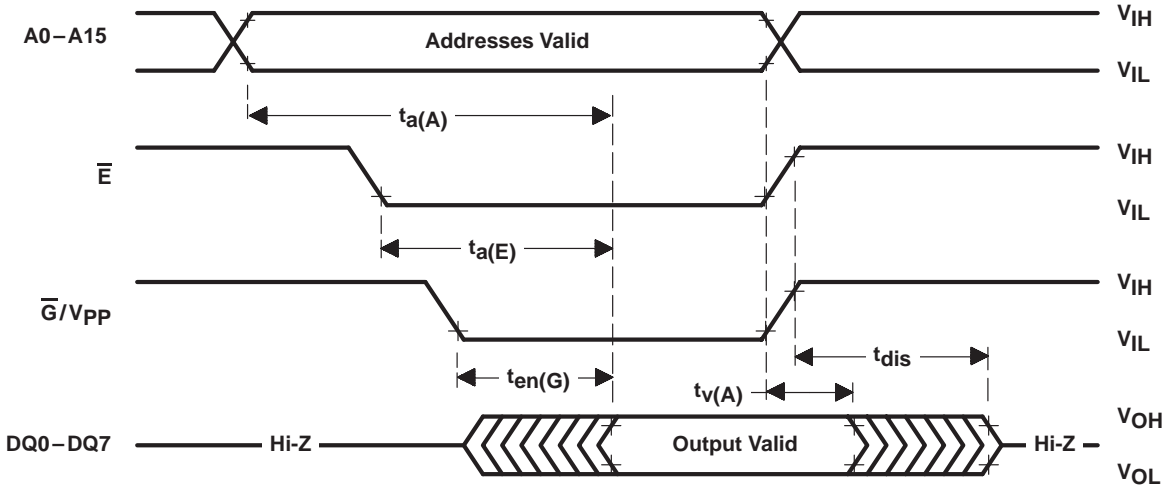 A0–A15
Addresses Valid
VIH
VIL
ta(A)
E
VIH
VIL
ta(E)
G/VPP
VIH
VIL
ten(G)
tv(A)
tdis
DQ0–DQ7
Hi-Z
Output Valid
Hi-Z
VOH
VOL